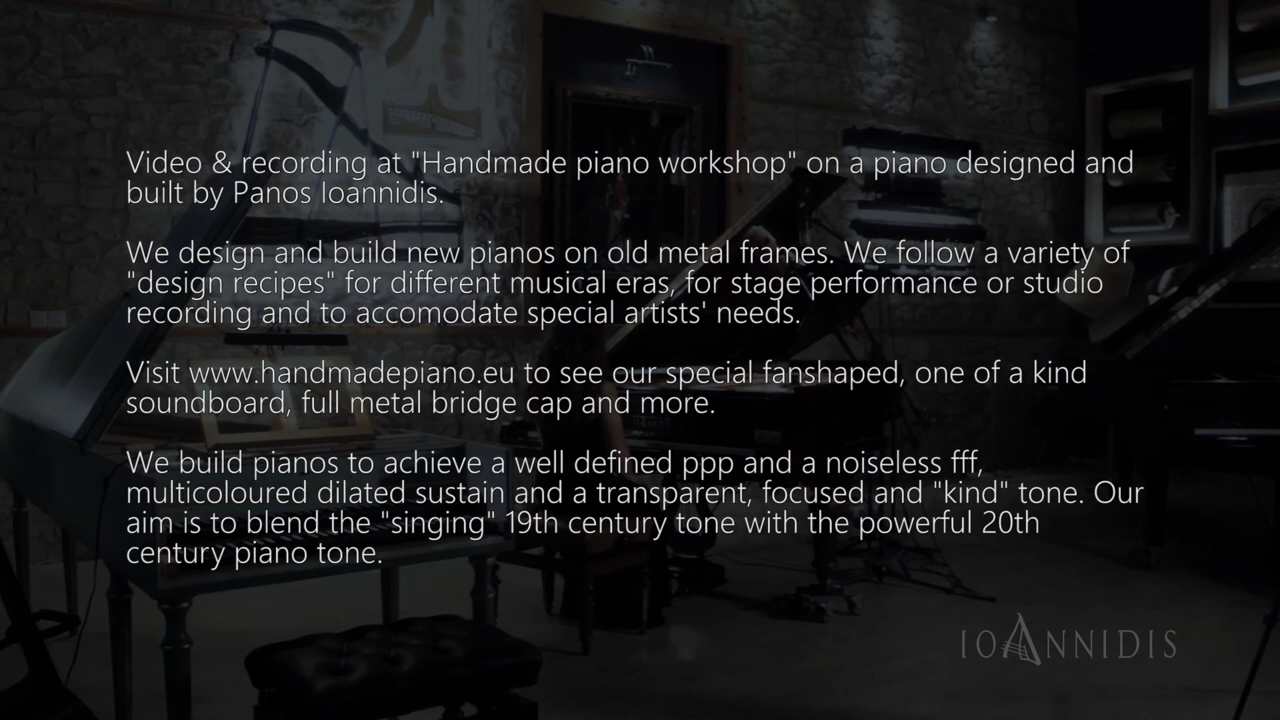 Video & recording at "Handmade piano workshop" on a piano designed and
built by Panos Ioannidis.
We design and build new pianos on old metal frames. We follow a variety of
"design recipes" for different musical eras, for stage performance or studio
recording and to accomodate special artists' needs.
Visit www.handmadepiano.eu to see our special fanshaped, one of a kind
soundboard, full metal bridge cap and more.
We build pianos to achieve a well defined ppp and a noiseless fff,
multicoloured dilated sustain and a transparent, focused and "kind" tone. Our
aim is to blend the "singing" 19th century tone with the powerful 20th
century piano tone.
IOANNIDIS